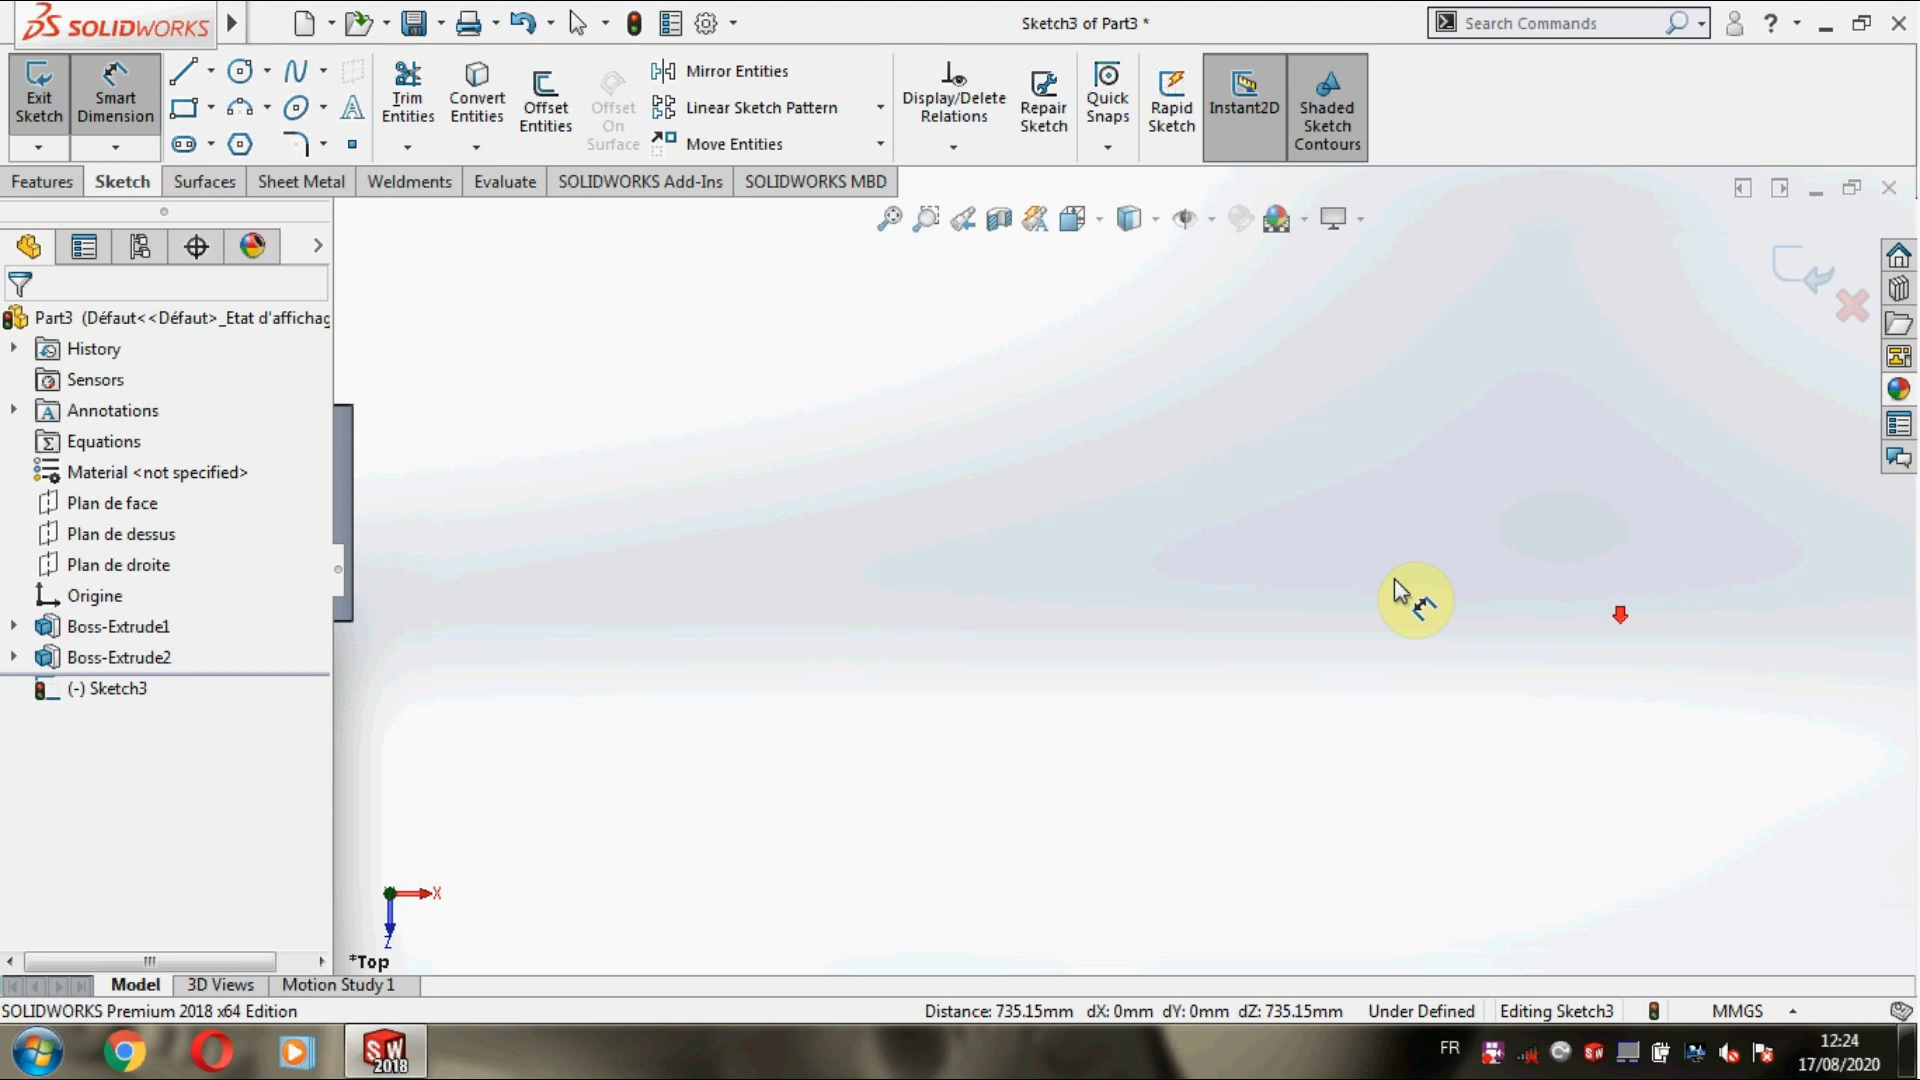 SOLIDWORKS
Sketch3 of Part3 *
Search Commands
Exit Sketch
Smart Dimension
Trim Entities
Convert Entities
Offset Entities
Offset On Surface
Mirror Entities
Linear Sketch Pattern
Move Entities
Display/Delete Relations
Repair Sketch
Quick Snaps
Rapid Sketch
Instant2D
Shaded Sketch Contours
Features
Sketch
Surfaces
Sheet Metal
Weldments
Evaluate
SOLIDWORKS Add-Ins
SOLIDWORKS MBD
Part3 (Défaut<<Défaut>_Etat d'affichag
History
Sensors
Annotations
Equations
Material <not specified>
Plan de face
Plan de dessus
Plan de droite
Origine
Boss-Extrude1
Boss-Extrude2
(-) Sketch3
X
Z
*Top
Model
3D Views
Motion Study 1
SOLIDWORKS Premium 2018 x64 Edition
Distance: 735.15mm dX: 0mm dY: 0mm dZ: 735.15mm
Under Defined
Editing Sketch3
MMGS
SW 2018
FR
12:24
17/08/2020